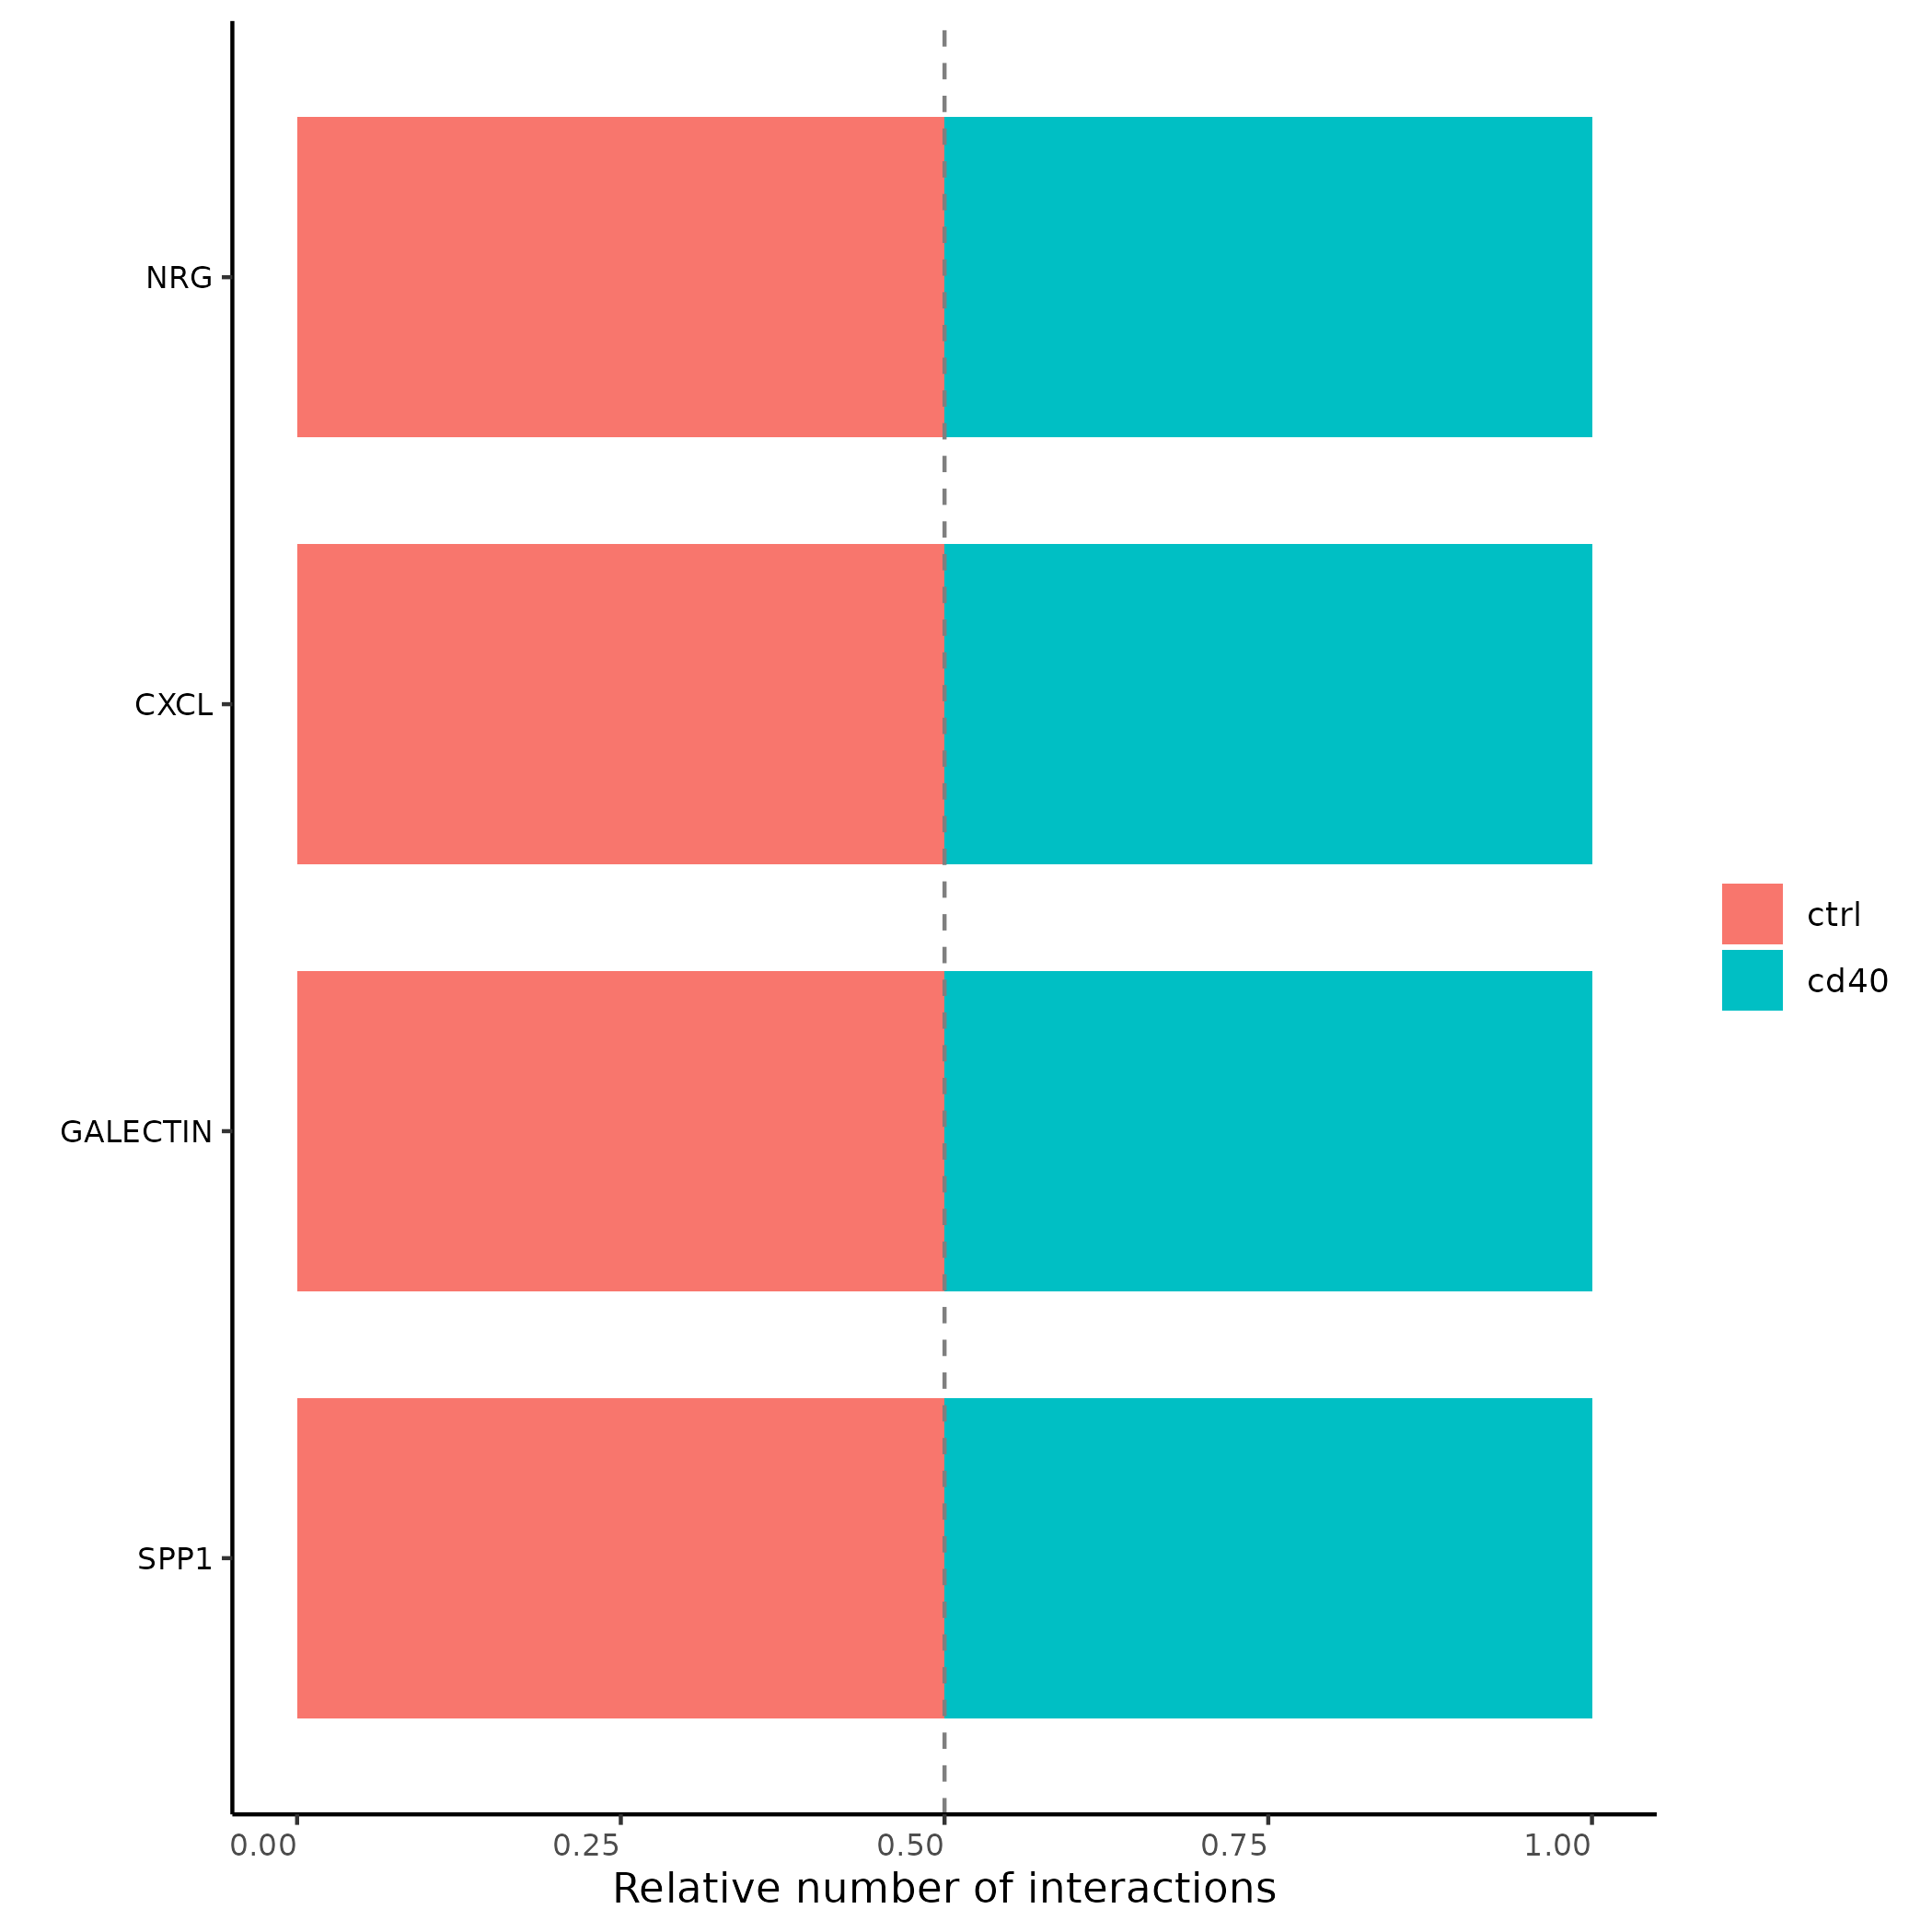 NRG
CXCL
GALECTIN
SPP1
ctrl
cd40
0.00 0.25 0.50 0.75 1.00
Relative number of interactions